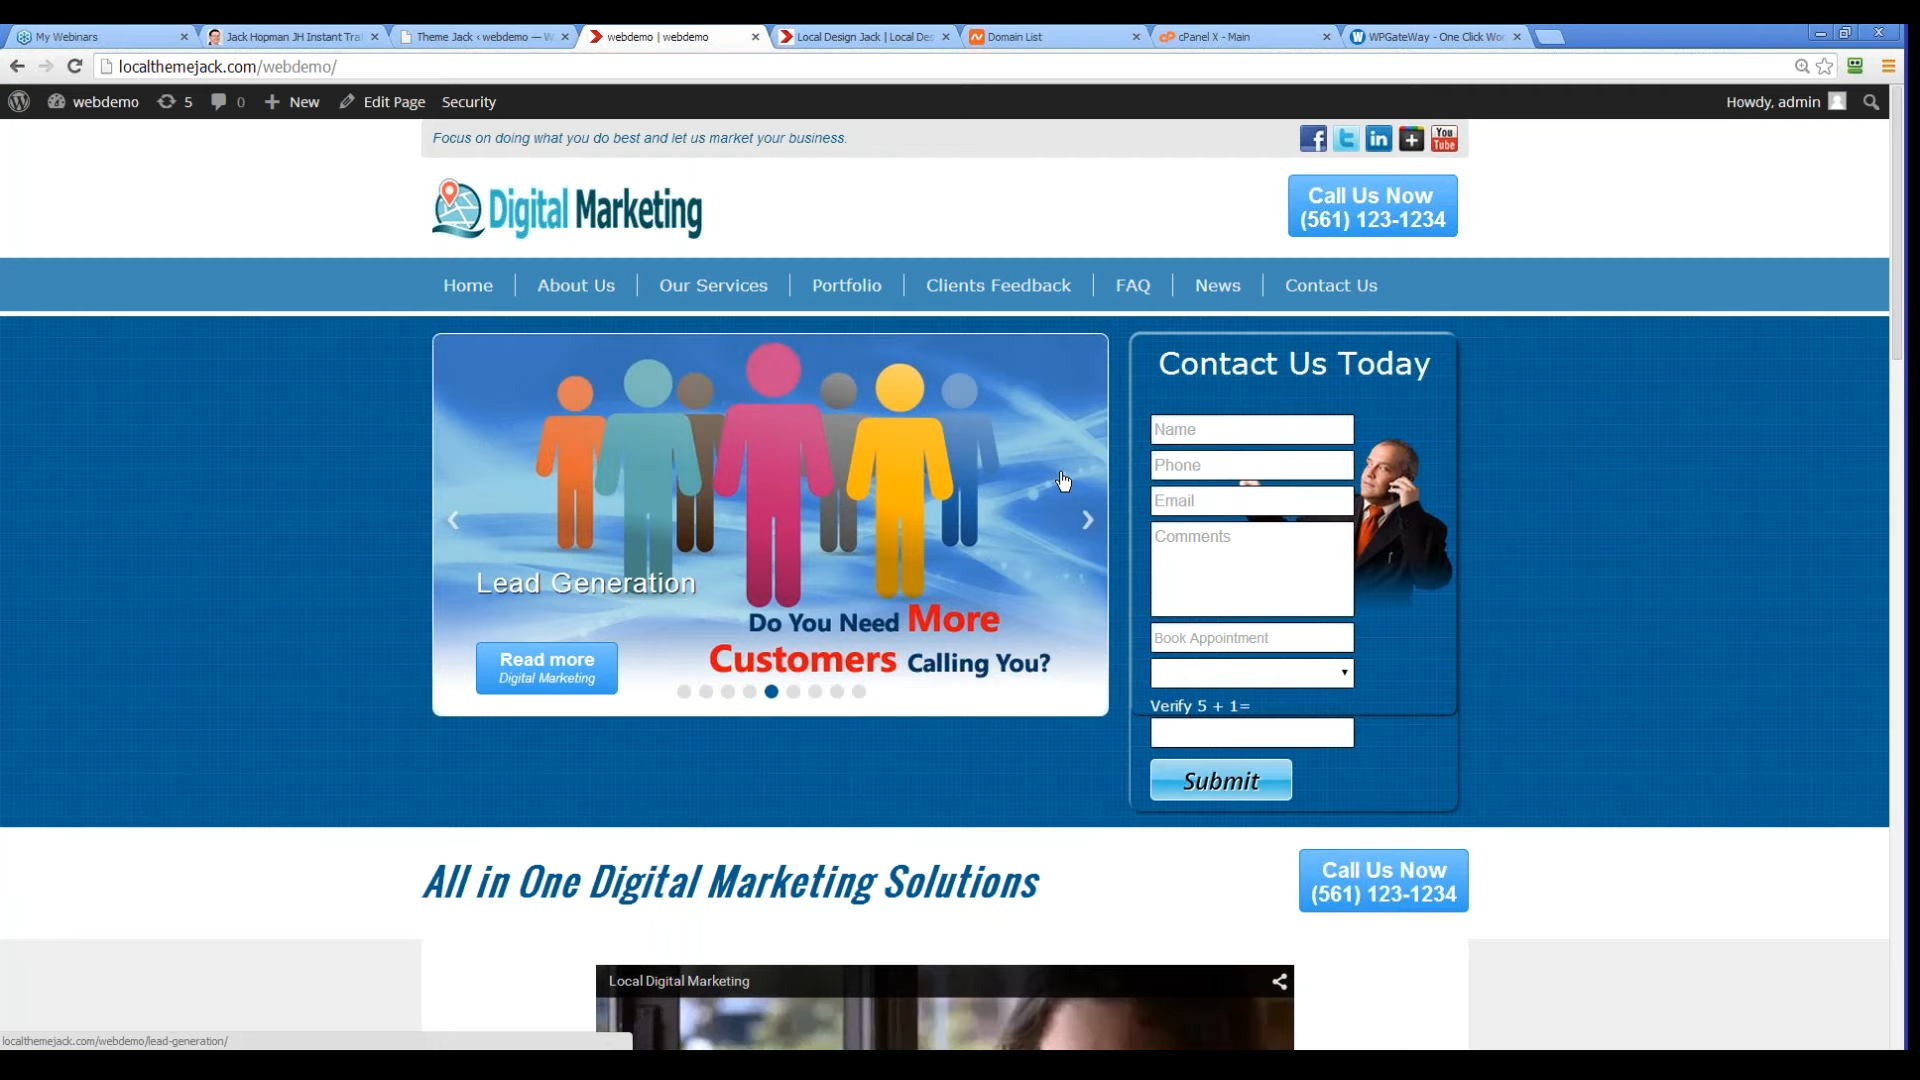 My Webinars
Jack Hopman JH Instant Tra
Theme Jack ‹ webdemo — W
webdemo | webdemo
Local Design Jack | Local Des
Domain List
cPanel X - Main
WPGateWay - One Click Wor
localthemejack.com/webdemo/
webdemo
5
0
New
Edit Page
Security
Howdy, admin
Focus on doing what you do best and let us market your business.
You
Tube
Digital Marketing
Call Us Now
(561) 123-1234
Home
About Us
Our Services
Portfolio
Clients Feedback
FAQ
News
Contact Us
Lead Generation
Do You Need More
Customers Calling You?
Read more
Digital Marketing
Contact Us Today
Name
Phone
Email
Comments
Book Appointment
Verify 5 + 1=
Submit
All in One Digital Marketing Solutions
Call Us Now
(561) 123-1234
Local Digital Marketing
localthemejack.com/webdemo/lead-generation/